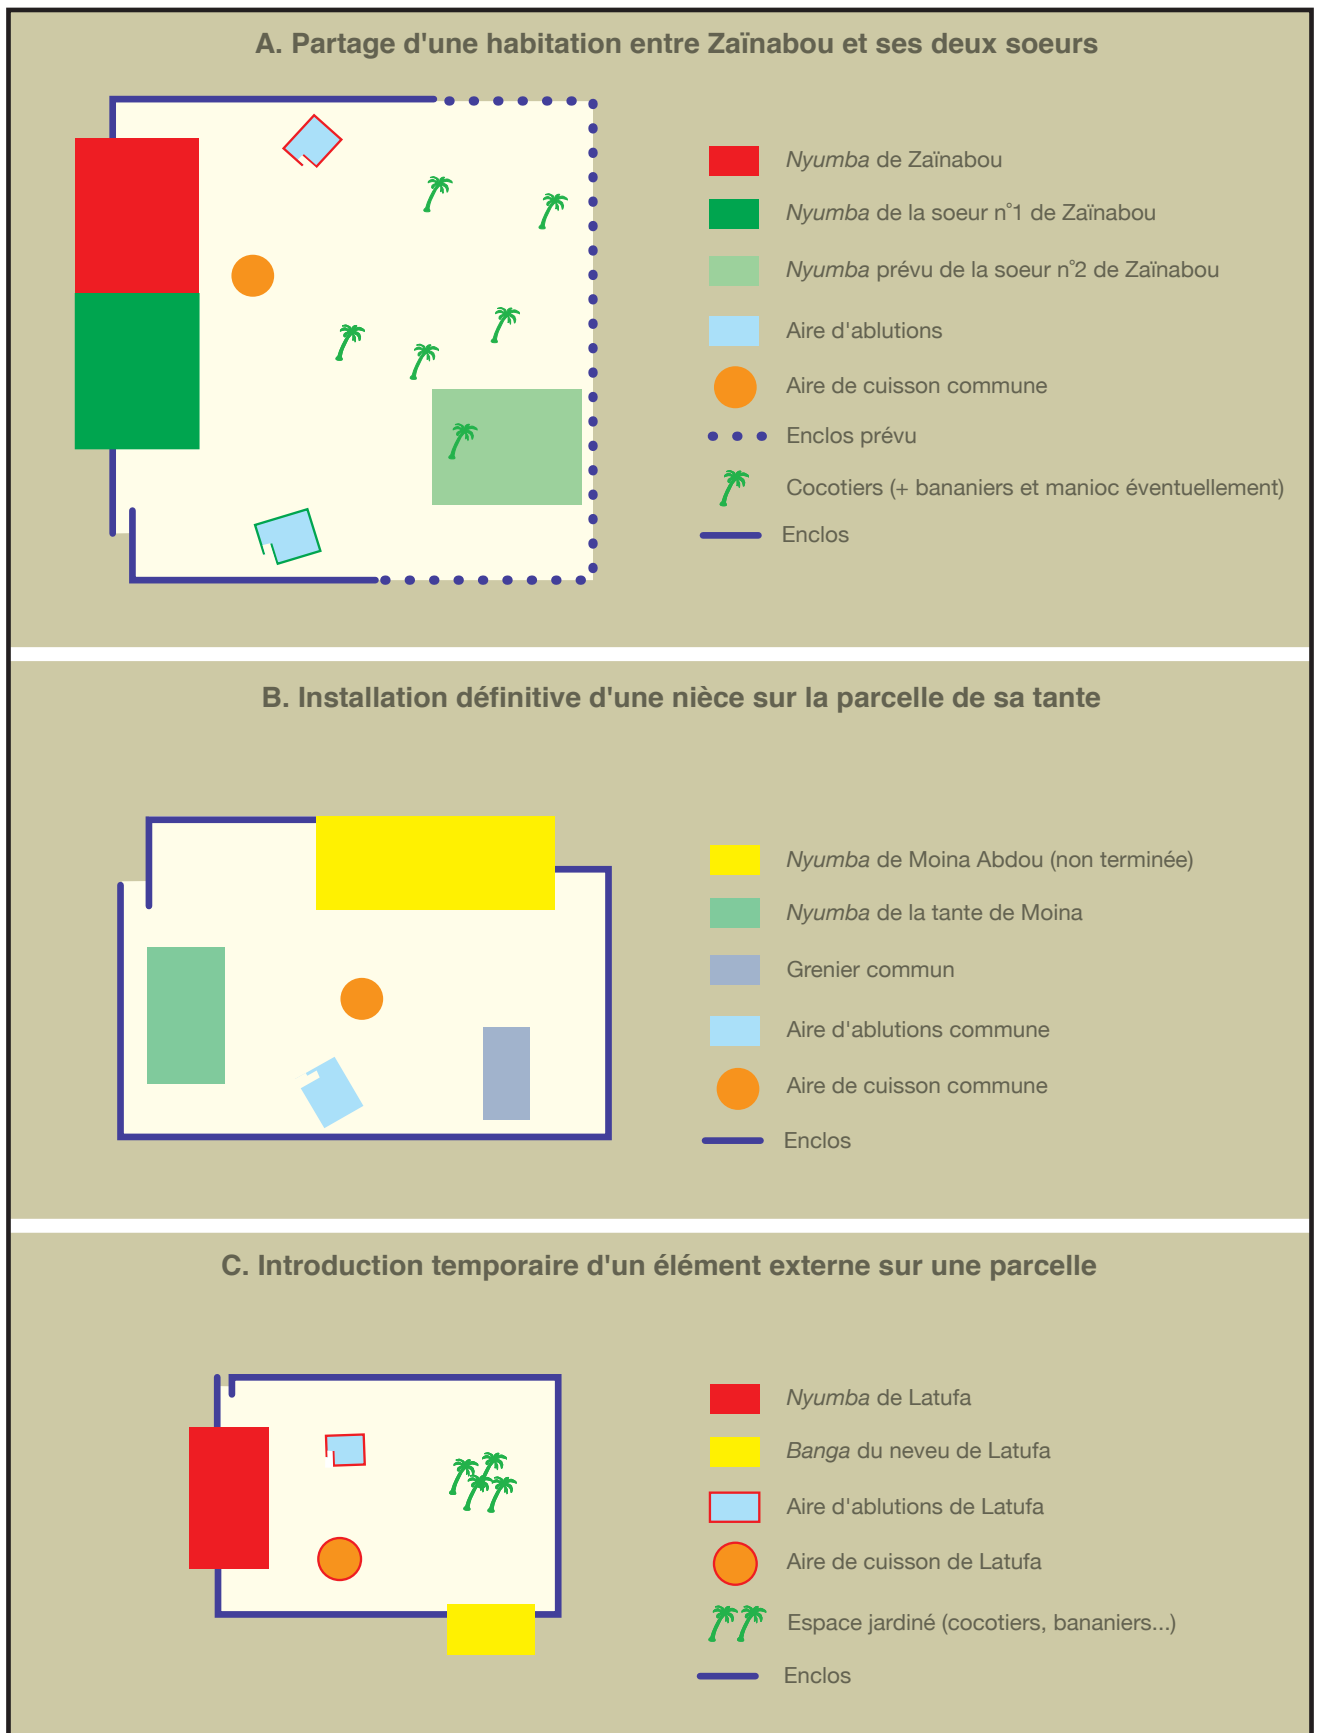 A. Partage d'une habitation entre Zaïnabou et ses deux soeurs
Nyumba de Zaïnabou
Nyumba de la soeur n°1 de Zaïnabou
Nyumba prévu de la soeur n°2 de Zaïnabou
Aire d'ablutions
Aire de cuisson commune
Enclos prévu
Cocotiers (+ bananiers et manioc éventuellement)
Enclos
B. Installation définitive d'une nièce sur la parcelle de sa tante
Nyumba de Moina Abdou (non terminée)
Nyumba de la tante de Moina
Grenier commun
Aire d'ablutions commune
Aire de cuisson commune
Enclos
C. Introduction temporaire d'un élément externe sur une parcelle
Nyumba de Latufa
Banga du neveu de Latufa
Aire d'ablutions de Latufa
Aire de cuisson de Latufa
Espace jardiné (cocotiers, bananiers...)
Enclos